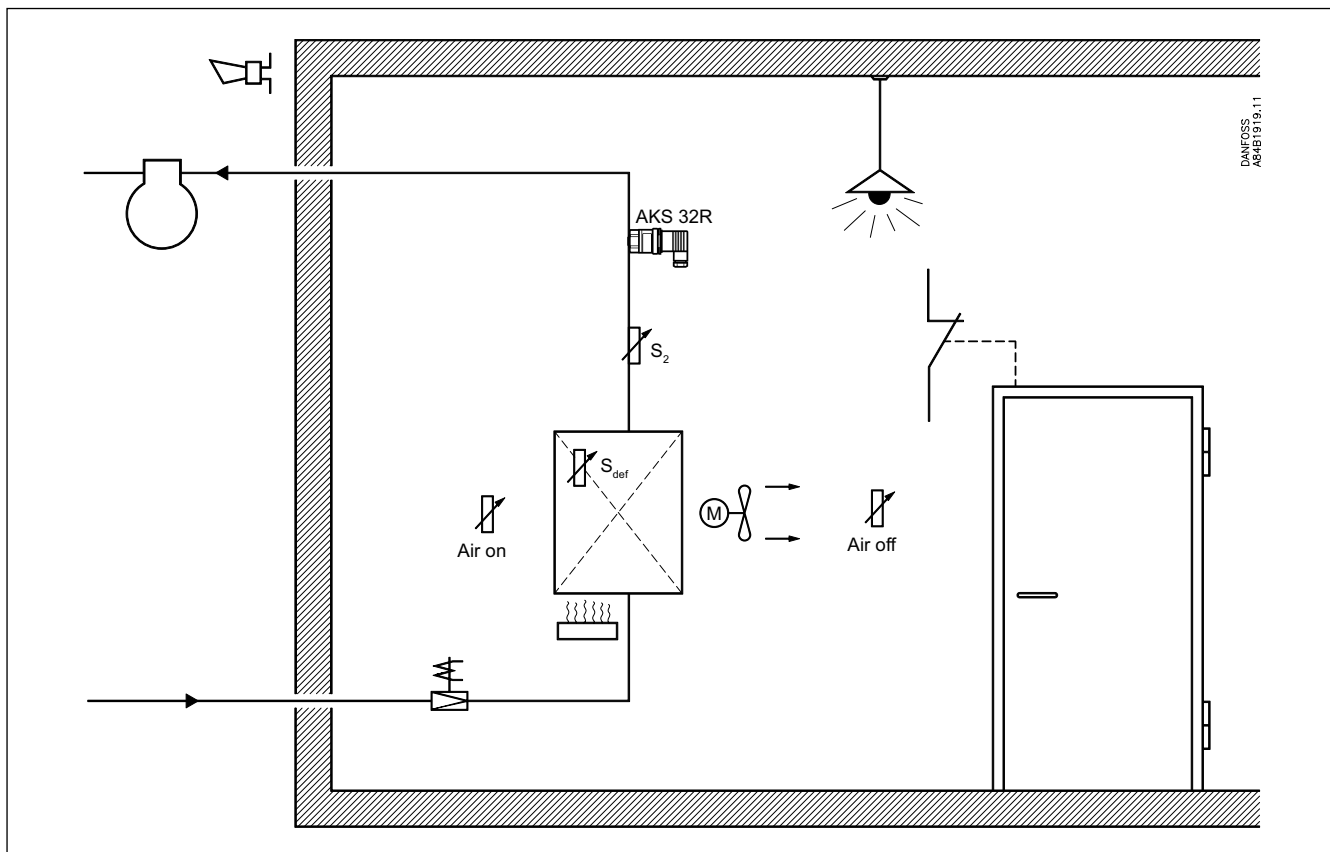 DANFOSS
A84B1919.11
AKS 32R
S2
Sdef
M
Air on
Air off